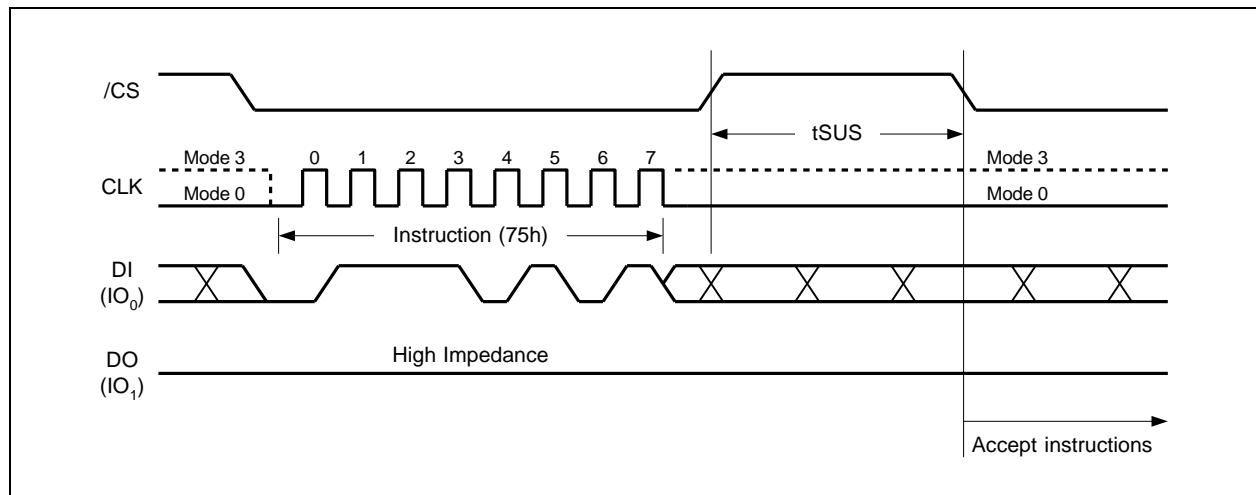 /CS
tSUS
Mode 3
0 1 2 3 4 5 6 7
Mode 3
CLK
Mode 0
Mode 0
Instruction (75h)
DI
(IO₀)
High Impedance
DO
(IO₁)
Accept instructions